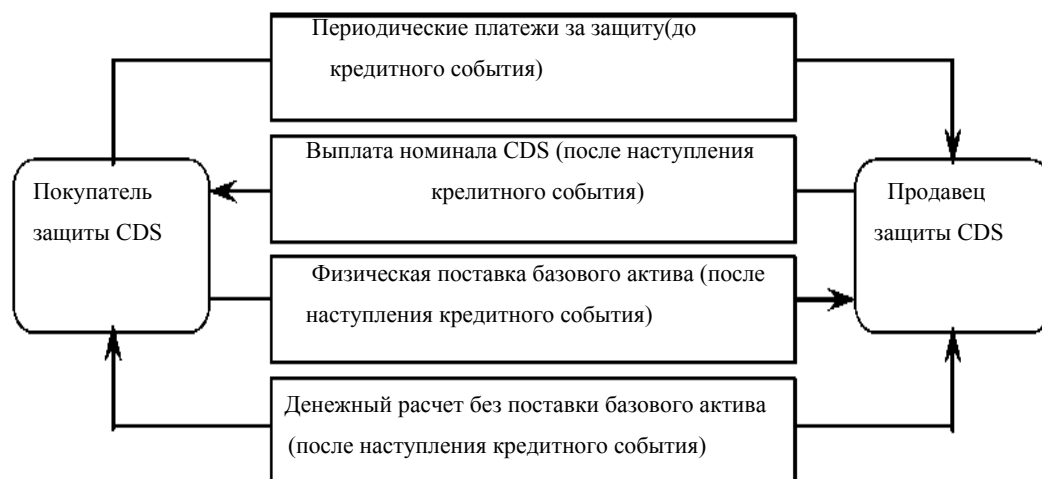 Периодические платежи за защиту(до
кредитного события)
Выплата номинала CDS (после наступления
крелитного события)
Покупатель
защиты CDS
Продавец
защиты CDS
Физическая поставка базового актива (после
наступления кредитного события)
Денежный расчет без поставки базового актива
(после наступления кредитного события)